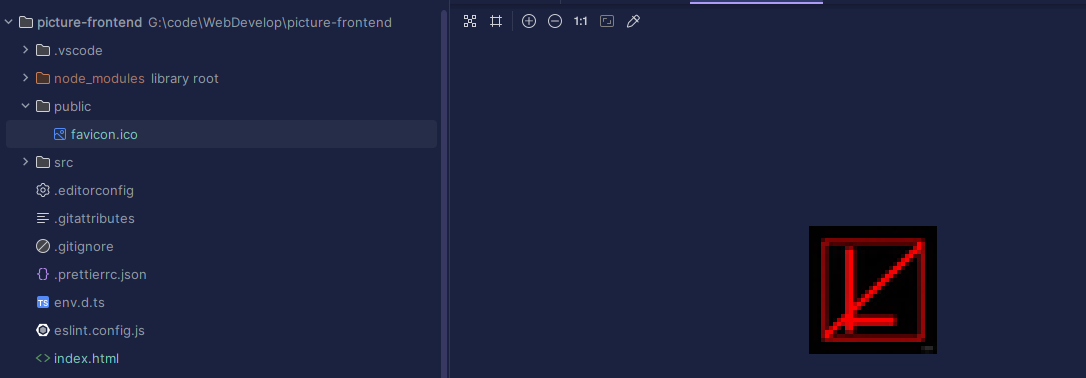 picture-frontend G:\code\WebDevelop\picture-frontend
.vscode
node_modules library root
public
favicon.ico
src
.editorconfig
.gitattributes
.gitignore
.prettierrc.json
TS env.d.ts
eslint.config.js
index.html
1:1
L